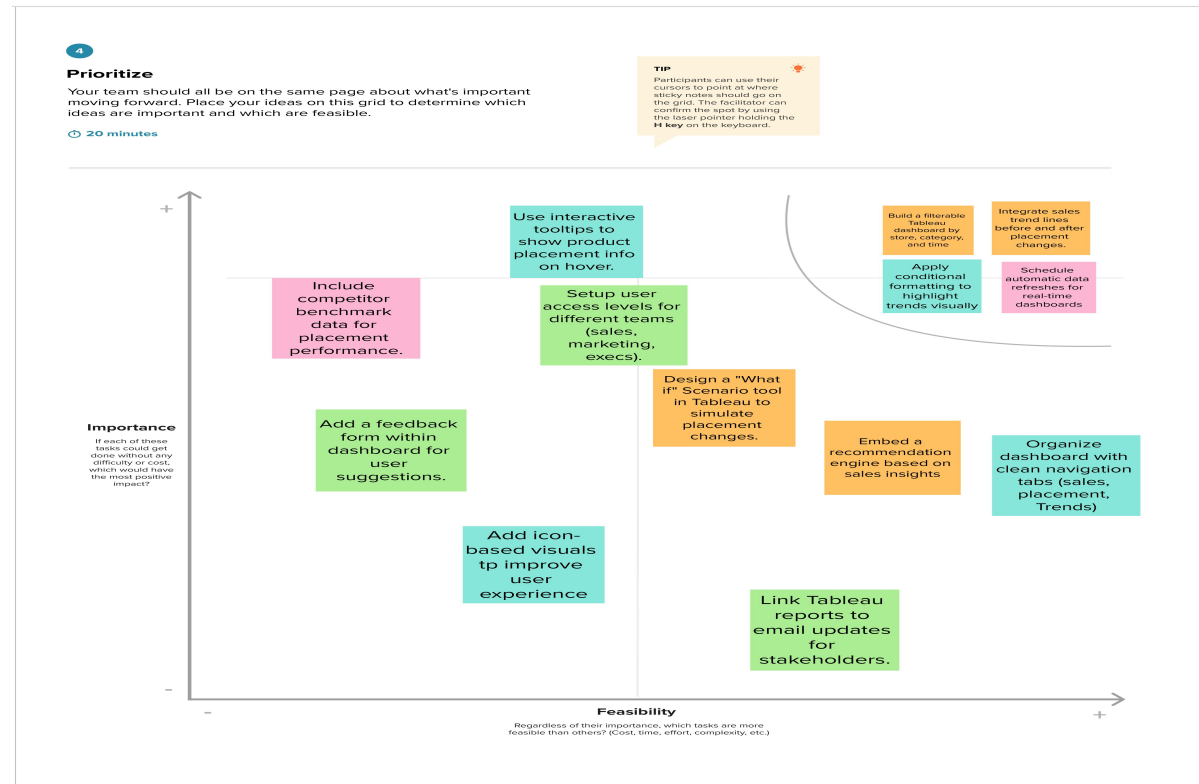 4
Prioritize
Your team should all be on the same page about what's important
moving forward. Place your ideas on this grid to determine which
ideas are important and which are feasible.
20 minutes
TIP
Participants can use their
cursors to point at where
sticky notes should go on
the grid. The facilitator can
confirm the spot by using
the laser pointer holding the
H key on the keyboard.
+
Use interactive
tooltips to
show product
placement info
on hover.
Build a filterable
Tableau
dashboard by
store, category,
and time
Integrate sales
trend lines
before and after
placement
changes.
Apply
conditional
formatting to
highlight
trends visually
Schedule
automatic data
refreshes for
real-time
dashboards
Include
competitor
benchmark
data for
placement
performance.
Setup user
access levels for
different teams
(sales,
marketing,
execs).
Design a "What
if" Scenario tool
in Tableau to
simulate
placement
changes.
Importance
If each of these
tasks could get
done without any
difficulty or cost,
which would have
the most positive
impact?
Add a feedback
form within
dashboard for
user
suggestions.
Embed a
recommendation
engine based on
sales insights
Organize
dashboard with
clean navigation
tabs (sales,
placement,
Trends)
Add icon-
based visuals
tp improve
user
experience
Link Tableau
reports to
email updates
for
stakeholders.
-
-
Feasibility
+
Regardless of their importance, which tasks are more
feasible than others? (Cost, time, effort, complexity, etc.)